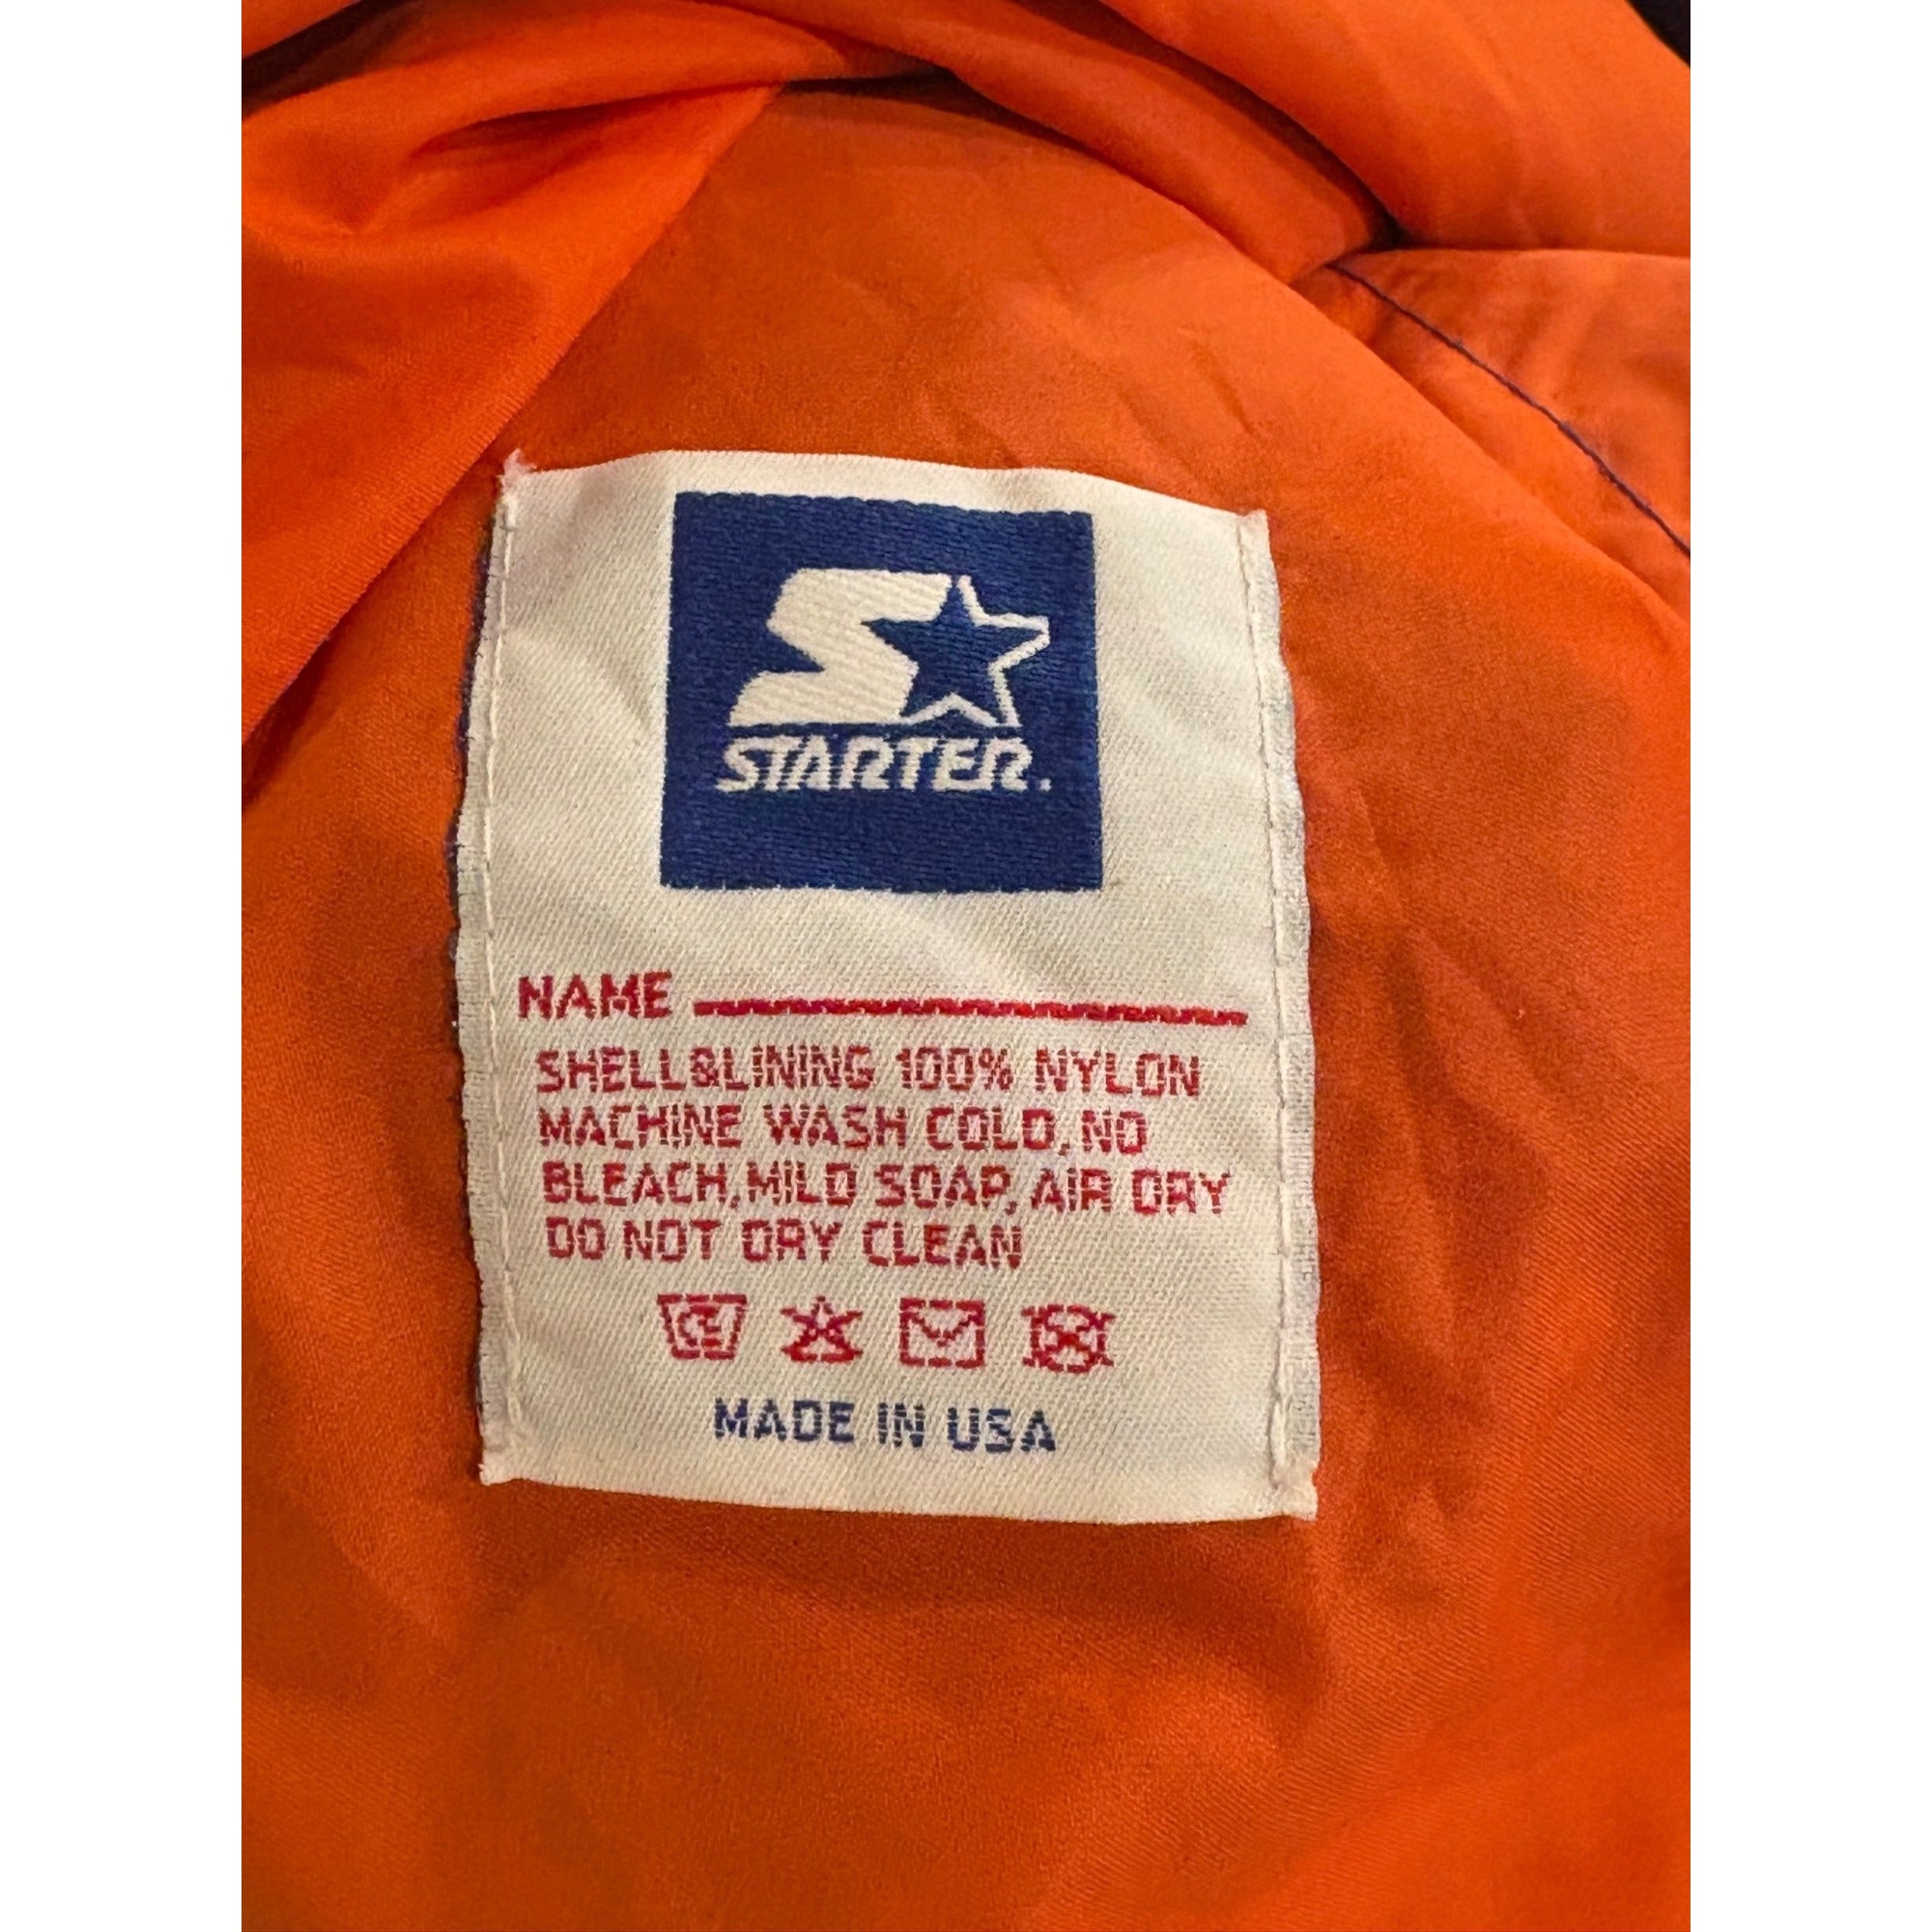 STARTER.
NAME
SHELL&LINING 100% NYLON
MACHINE WASH COLD, NO
BLEACH, MILD SOAP, AIR DRY
DO NOT DRY CLEAN
MADE IN USA